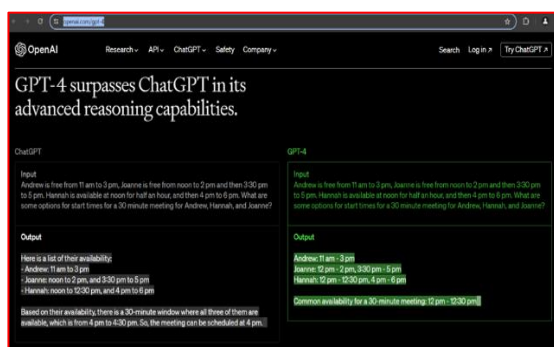 openai.com/gpt-4
OpenAI
Research
API
ChatGPT
Safety
Company
Search
Log in
Try ChatGPT
GPT-4 surpasses ChatGPT in its
advanced reasoning capabilities.
ChatGPT
Input
Andrew is free from 11 am to 3 pm, Joanne is free from noon to 2 pm and then 3:30 pm
to 5 pm. Hannah is available at noon for half an hour, and then 4 pm to 6 pm. What are
some options for start times for a 30 minute meeting for Andrew, Hannah, and Joanne?
Output
Here is a list of their availability:
- Andrew: 11 am to 3 pm
- Joanne: noon to 2 pm, and 3:30 pm to 5 pm
- Hannah: noon to 12:30 pm, and 4 pm to 6 pm
Based on their availability, there is a 30-minute window where all three of them are
available, which is from 4 pm to 4:30 pm. So, the meeting can be scheduled at 4 pm.
GPT-4
Input
Andrew is free from 11 am to 3 pm, Joanne is free from noon to 2 pm and then 3:30 pm
to 5 pm. Hannah is available at noon for half an hour, and then 4 pm to 6 pm. What are
some options for start times for a 30 minute meeting for Andrew, Hannah, and Joanne?
Output
Andrew: 11 am - 3 pm
Joanne: 12 pm - 2 pm, 3:30 pm - 5 pm
Hannah: 12 pm - 12:30 pm, 4 pm - 6 pm
Common availability for a 30-minute meeting: 12 pm - 12:30 pm